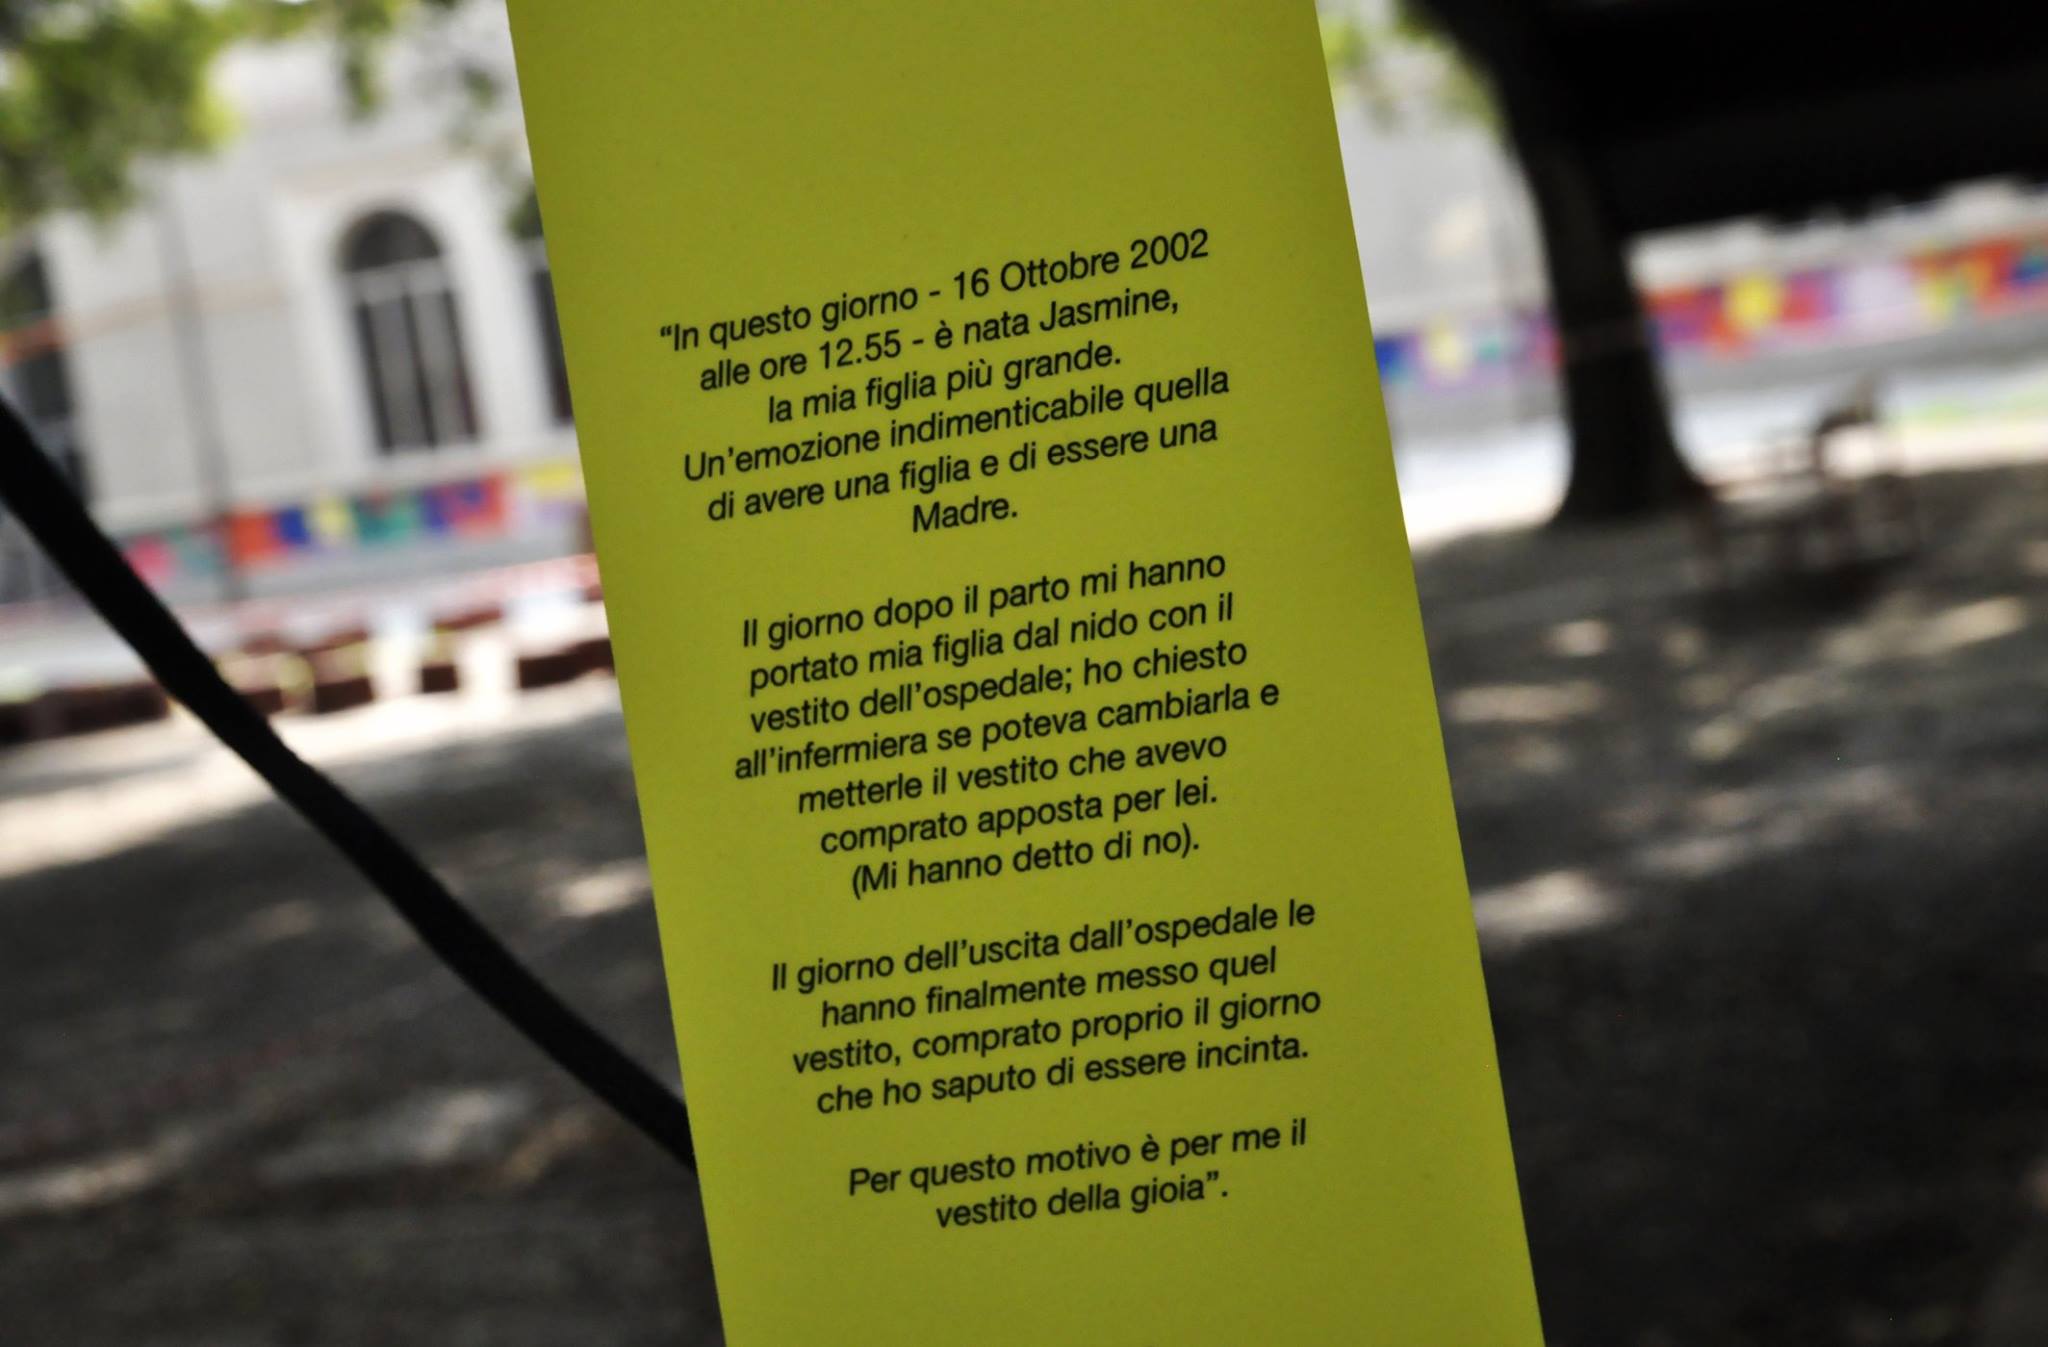 “In questo giorno - 16 Ottobre 2002
alle ore 12.55 - è nata Jasmine,
la mia figlia più grande.
Un’emozione indimenticabile quella
di avere una figlia e di essere una
Madre.
Il giorno dopo il parto mi hanno
portato mia figlia dal nido con il
vestito dell’ospedale; ho chiesto
all’infermiera se poteva cambiarla e
metterle il vestito che avevo
comprato apposta per lei.
(Mi hanno detto di no).
Il giorno dell’uscita dall’ospedale le
hanno finalmente messo quel
vestito, comprato proprio il giorno
che ho saputo di essere incinta.
Per questo motivo è per me il
vestito della gioia”.